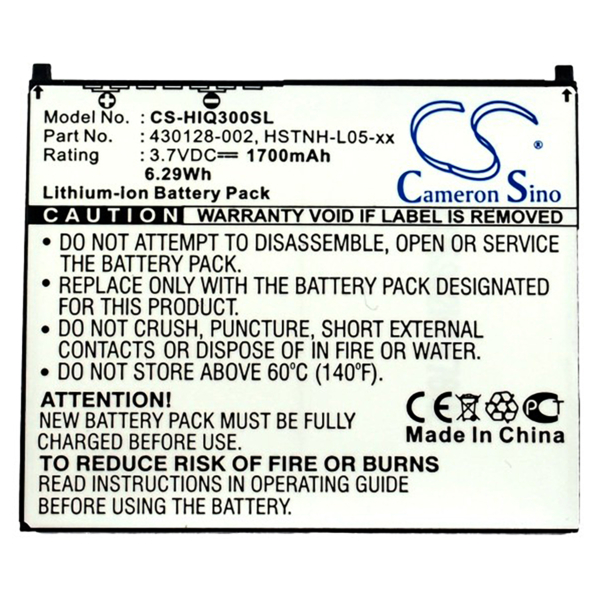 Model No. : CS-HIQ300SL
Part No. : 430128-002, HSTNH-L05-xx
Rating : 3.7VDC 1700mAh
6.29Wh
Lithium-ion Battery Pack
CS
Cameron Sino
CAUTION WARRANTY VOID IF LABEL IS REMOVED
• DO NOT ATTEMPT TO DISASSEMBLE, OPEN OR SERVICE
THE BATTERY PACK.
• REPLACE ONLY WITH THE BATTERY PACK DESIGNATED
FOR THIS PRODUCT.
• DO NOT CRUSH, PUNCTURE, SHORT EXTERNAL
CONTACTS OR DISPOSE OF IN FIRE OR WATER.
• DO NOT STORE ABOVE 60°C (140°F).
ATTENTION!
NEW BATTERY PACK MUST BE FULLY
CHARGED BEFORE USE.
CE PCT
Made In China
TO REDUCE RISK OF FIRE OR BURNS
READ INSTRUCTIONS IN OPERATING GUIDE
BEFORE USING BATTERY.